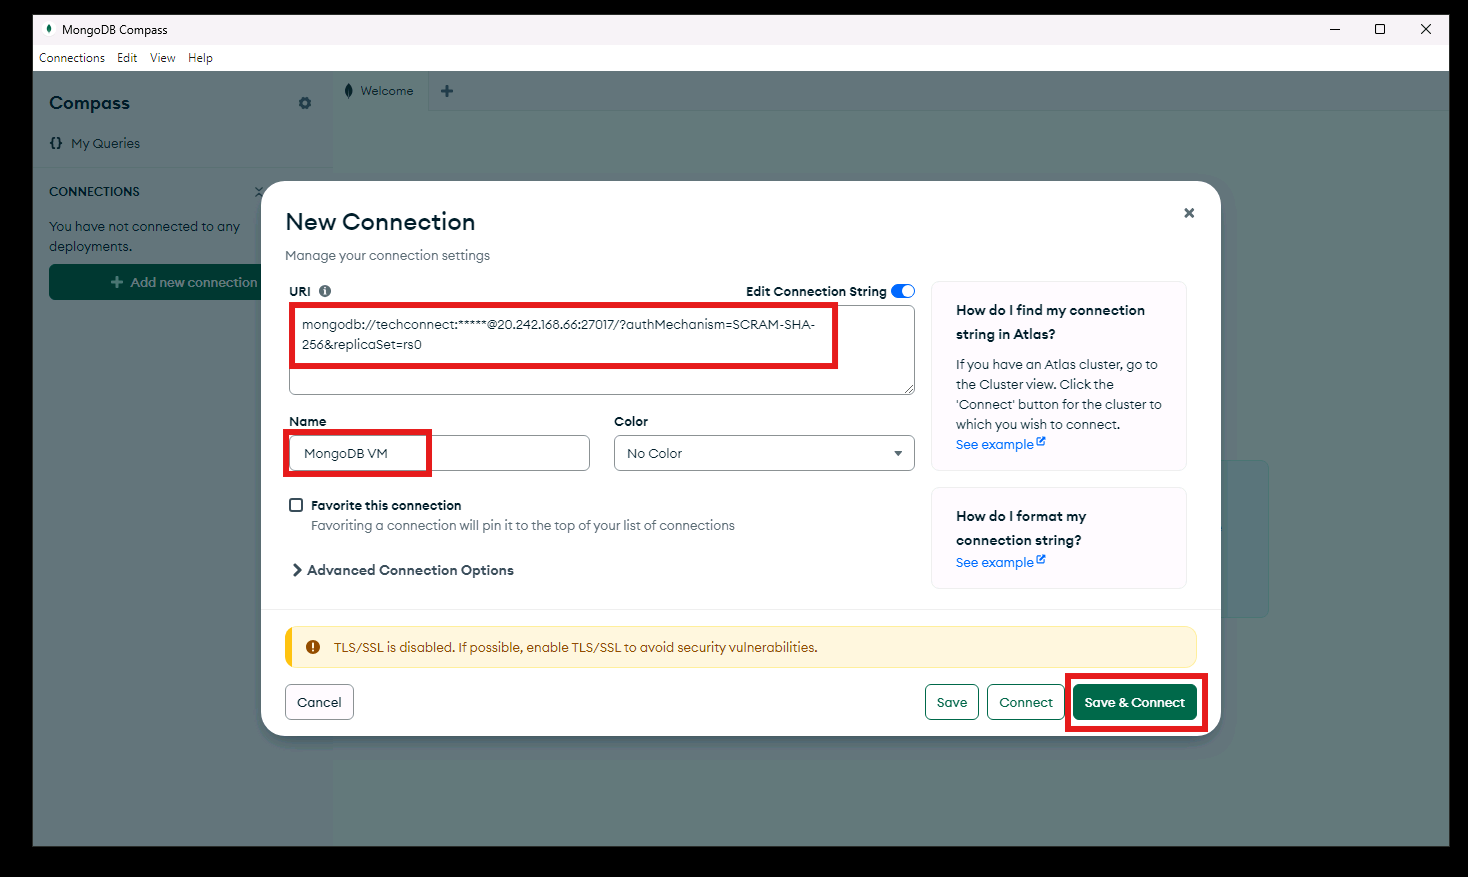 MongoDB Compass
Connections Edit View Help
Compass
Welcome
My Queries
CONNECTIONS
You have not connected to any
deployments.
Add new connection
New Connection
Manage your connection settings
URI
Edit Connection String
mongodb://techconnect:*****@20.242.168.66:27017/?authMechanism=SCRAM-SHA-
256&replicaSet=rs0
Name
Color
MongoDB VM
No Color
Favorite this connection
Favoriting a connection will pin it to the top of your list of connections
Advanced Connection Options
How do I find my connection
string in Atlas?
If you have an Atlas cluster, go to
the Cluster view. Click the
'Connect' button for the cluster to
which you wish to connect.
See example
How do I format my
connection string?
See example
TLS/SSL is disabled. If possible, enable TLS/SSL to avoid security vulnerabilities.
Cancel
Save
Connect
Save & Connect